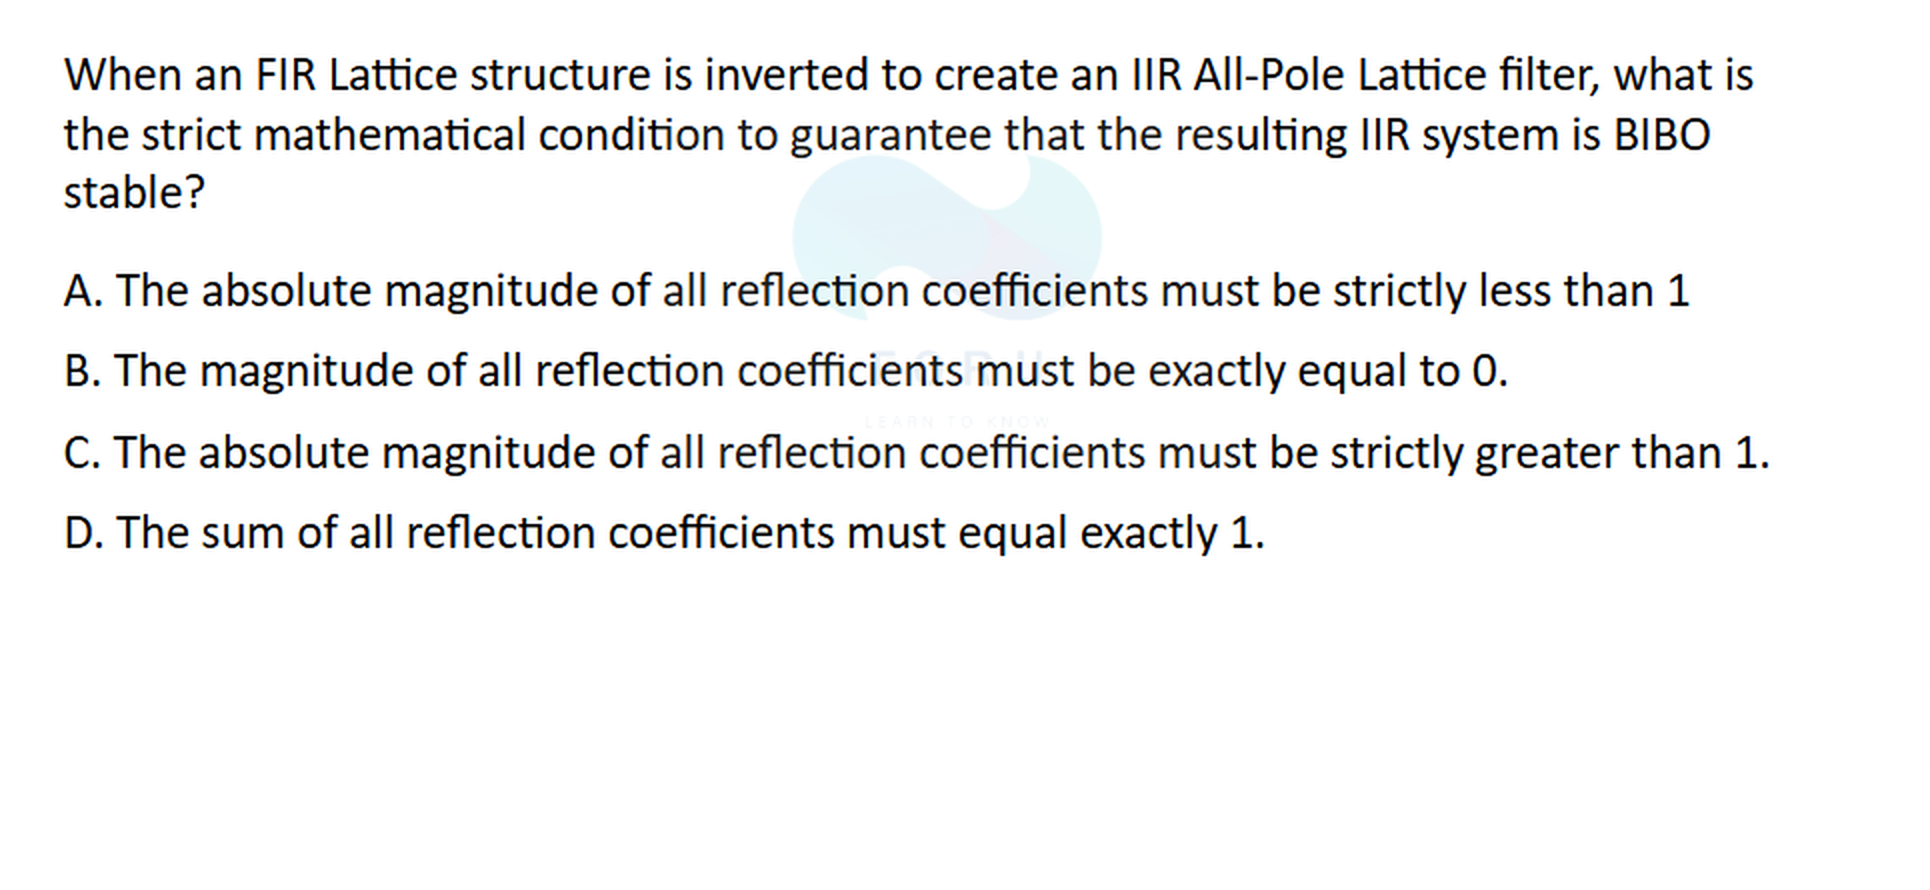 When an FIR Lattice structure is inverted to create an IIR All-Pole Lattice filter, what is
the strict mathematical condition to guarantee that the resulting IIR system is BIBO
stable?
A. The absolute magnitude of all reflection coefficients must be strictly less than 1
B. The magnitude of all reflection coefficients must be exactly equal to 0.
LEARN TO KNOW
C. The absolute magnitude of all reflection coefficients must be strictly greater than 1.
D. The sum of all reflection coefficients must equal exactly 1.